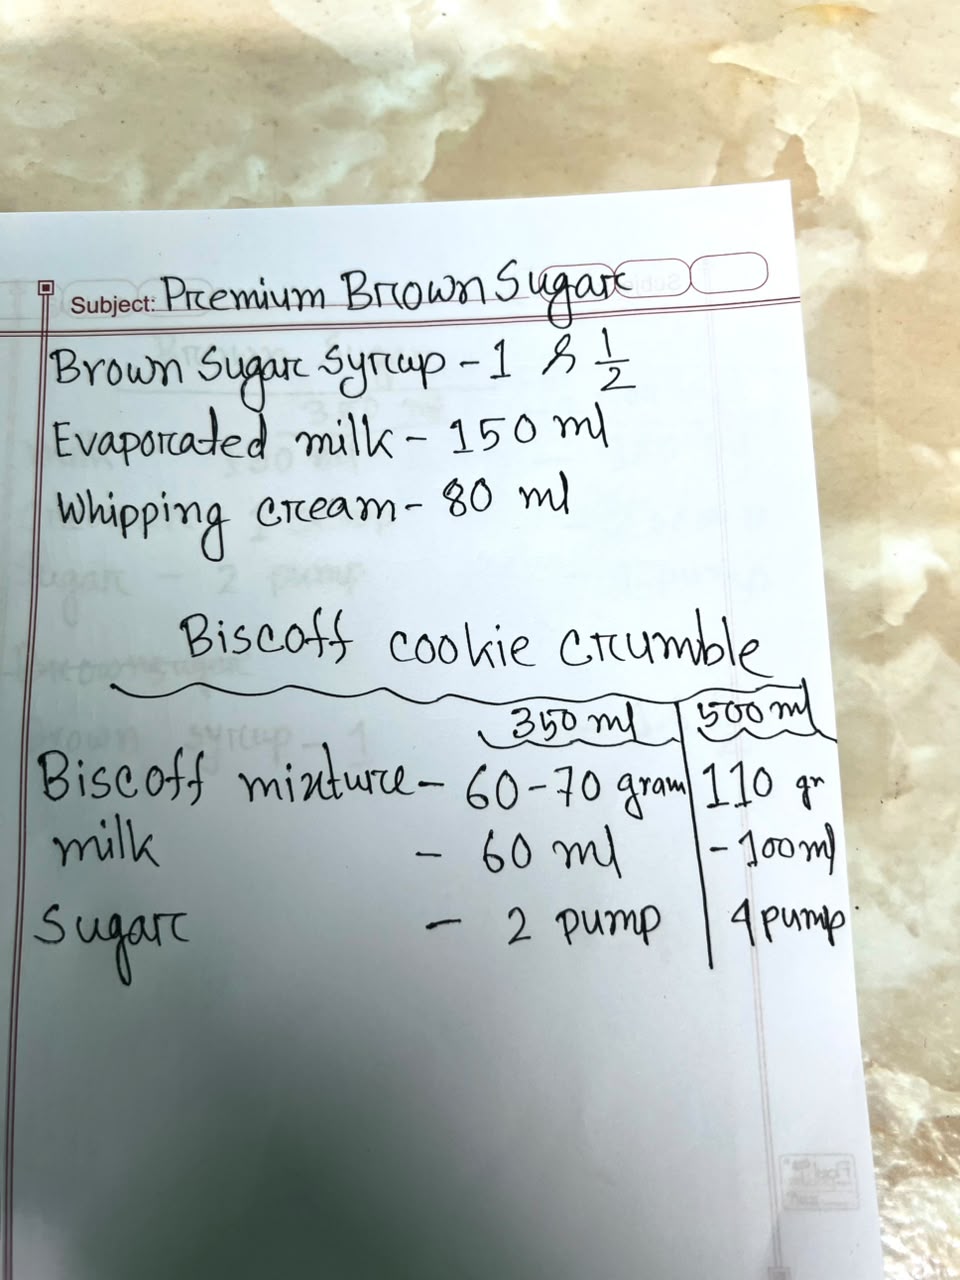 Subject: Premium Brown Sugar
Brown Sugar Syrup - 1 & 1/2
Evaporated milk - 150 ml
Whipping cream - 80 ml
Biscoff cookie crumble
350 ml | 500 ml
Biscoff mixture - 60-70 gram | 110 gr
milk - 60 ml | - 100 ml
Sugar - 2 pump | 4 pump